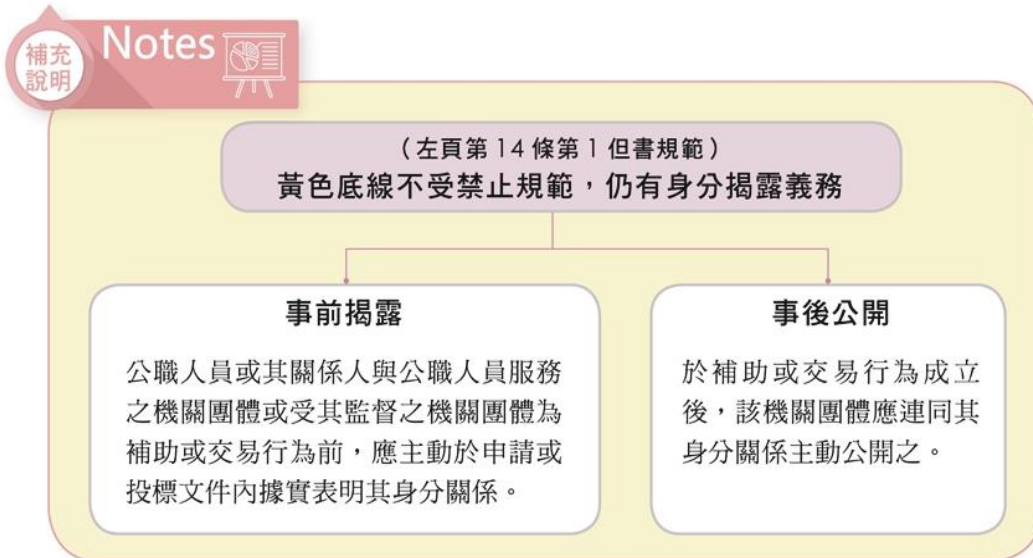 補充
說明
Notes
（左頁第 14 條第 1 但書規範）
黃色底線不受禁止規範，仍有身分揭露義務
事前揭露
公職人員或其關係人與公職人員服務
之機關團體或受其監督之機關團體為
補助或交易行為前，應主動於申請或
投標文件內據實表明其身分關係。
事後公開
於補助或交易行為成立
後，該機關團體應連同其
身分關係主動公開之。